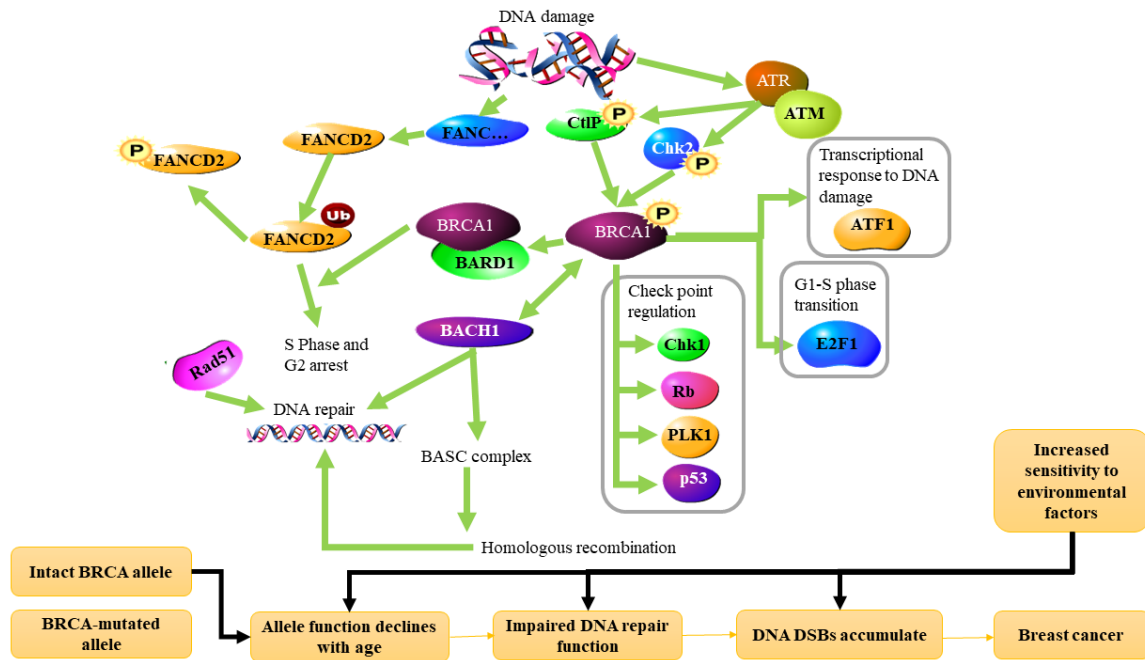 DNA damage
ATR
ATM
CtlP
P
Chk2
P
FANC...
FANCD2
P
FANCD2
Ub
FANCD2
BRCA1
BARD1
BRCA1
P
Transcriptional
response to DNA
damage
ATF1
G1-S phase
transition
E2F1
Check point
regulation
Chk1
Rb
PLK1
p53
BACH1
S Phase and
G2 arrest
Rad51
DNA repair
BASC complex
Homologous recombination
Increased
sensitivity to
environmental
factors
Intact BRCA allele
BRCA-mutated
allele
Allele function declines
with age
Impaired DNA repair
function
DNA DSBs accumulate
Breast cancer